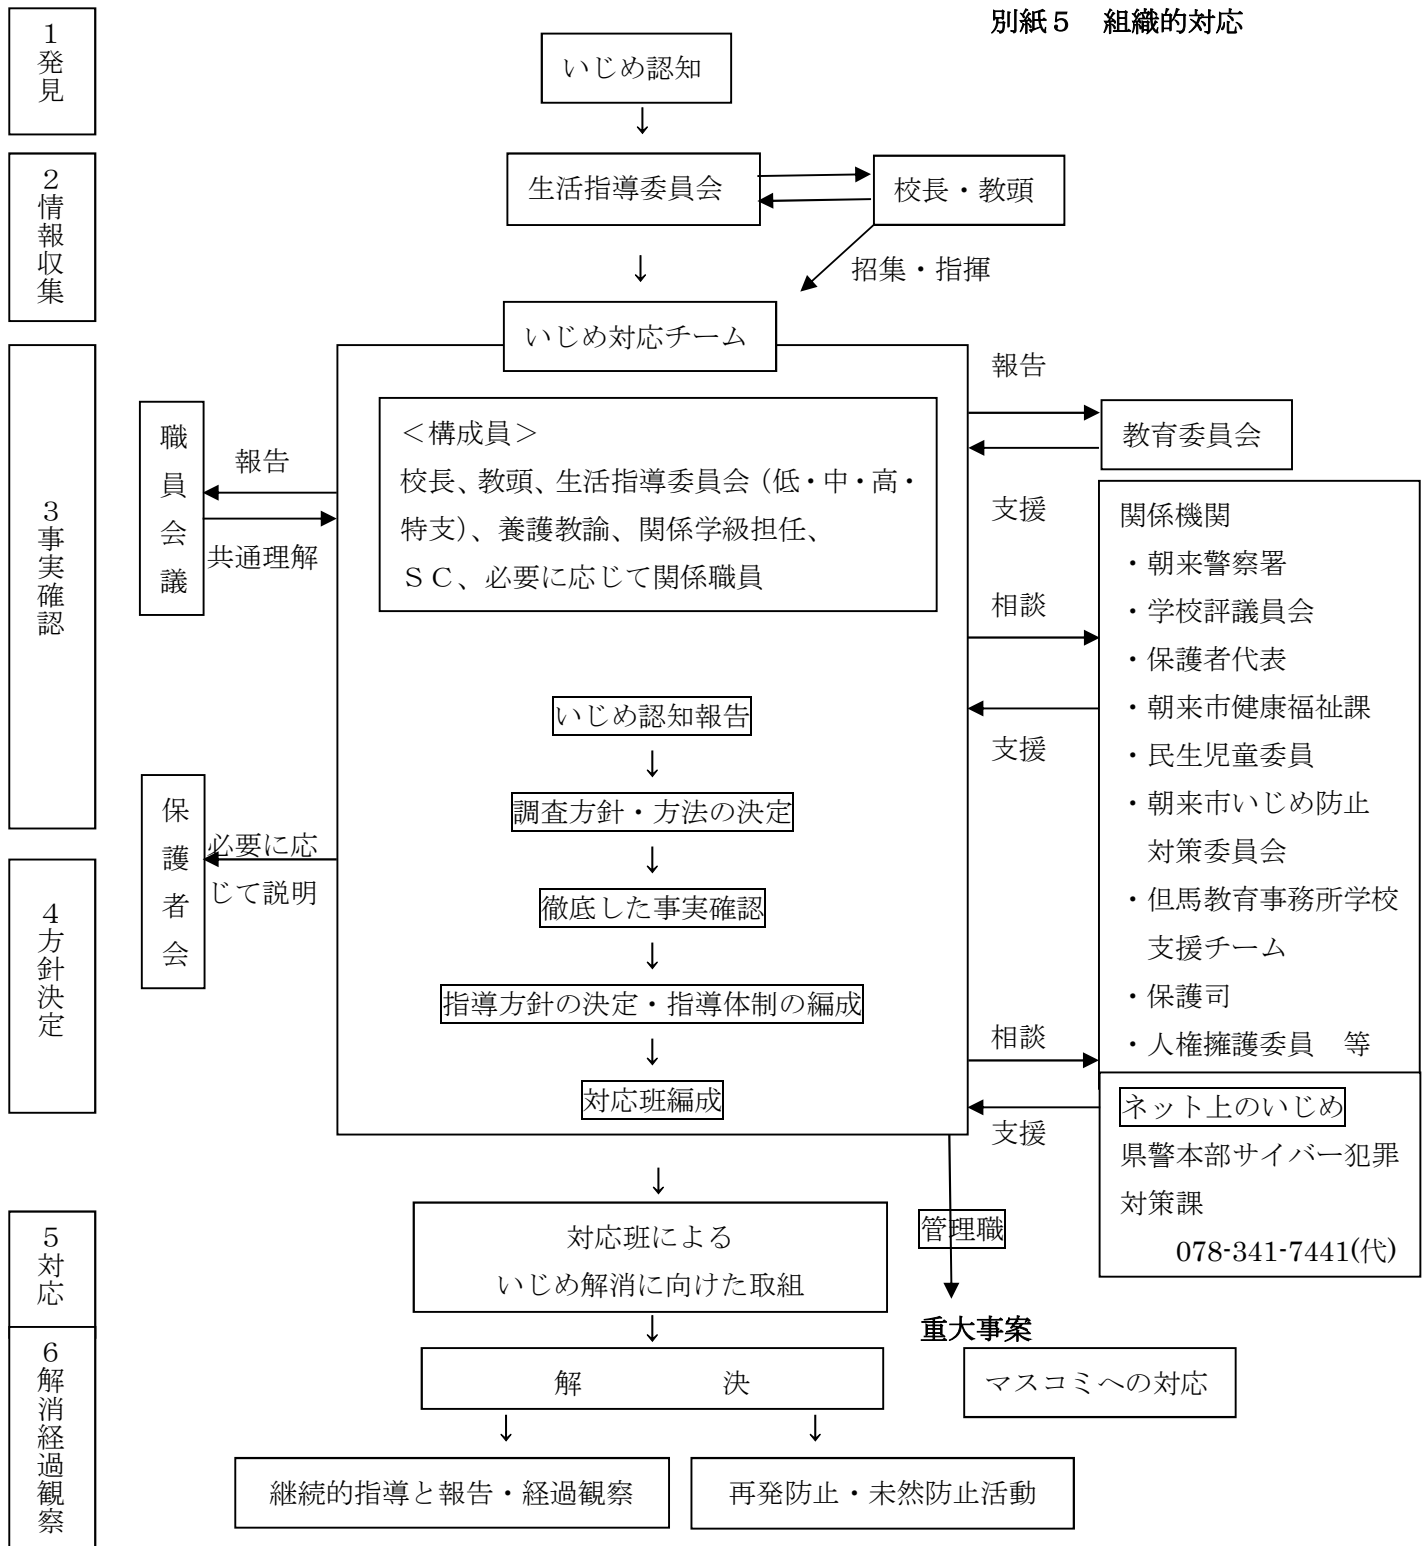 別紙５　組織的対応
１発見
いじめ認知
↓
２情報収集
生活指導委員会
校長・教頭
↓
招集・指揮
いじめ対応チーム
３事実確認
職員会議
報告
共通理解
＜構成員＞
校長、教頭、生活指導委員会（低・中・高・
特支）、養護教諭、関係学級担任、
ＳＣ、必要に応じて関係職員
報告
教育委員会
支援
相談
支援
関係機関
・朝来警察署
・学校評議員会
・保護者代表
・朝来市健康福祉課
・民生児童委員
・朝来市いじめ防止
対策委員会
・但馬教育事務所学校
支援チーム
・保護司
・人権擁護委員　等
いじめ認知報告
↓
調査方針・方法の決定
↓
徹底した事実確認
↓
指導方針の決定・指導体制の編成
↓
対応班編成
保護者会
必要に応
じて説明
４方針決定
相談
支援
ネット上のいじめ
県警本部サイバー犯罪
対策課
078-341-7441(代)
↓
５対応
対応班による
いじめ解消に向けた取組
管理職
↓
重大事案
６解消経過観察
解　　　　　決
マスコミへの対応
↓
↓
継続的指導と報告・経過観察
再発防止・未然防止活動